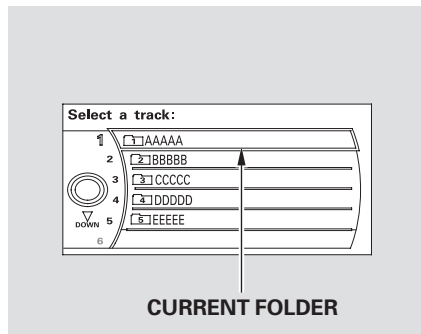 Select a track:
1 1 AAAAA
2 2 BBBBB
3 3 CCCCC
4 4 DDDDD
DOWN 5 5 EEEEE
6
CURRENT FOLDER